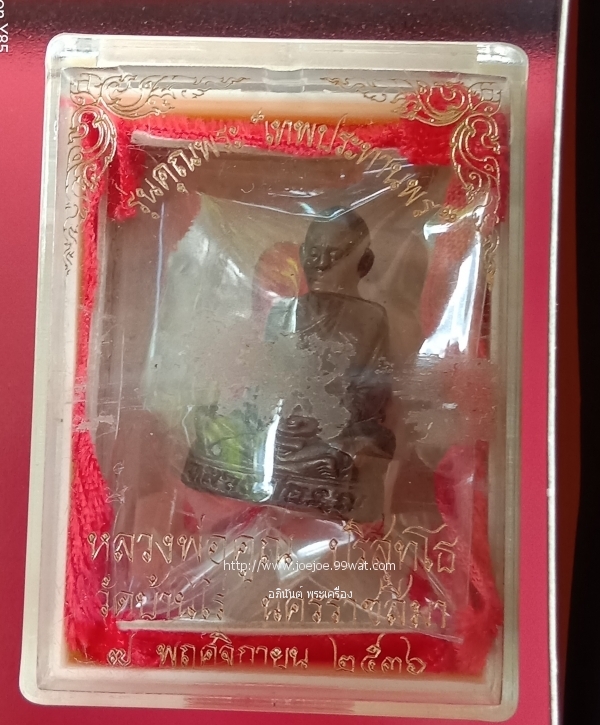 รุ่นคุณพระ เทพประทานพร
หลวงพ่อคูณ ปริสุทโธ
http://www.joejoe.99wat.com
อภินันต์ พระเครื่อง
วัดบ้านไร่ นครราชสีมา
๗ พฤศจิกายน ๒๕๓๖